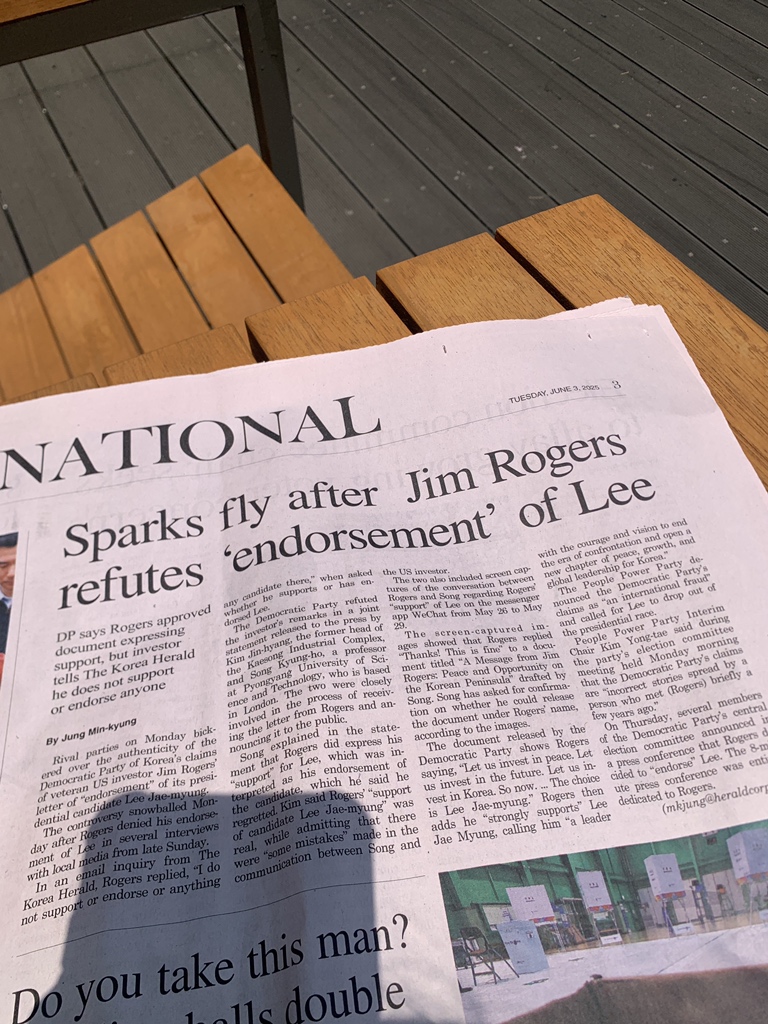 NATIONAL
TUESDAY, JUNE 3, 2025 3
Sparks fly after Jim Rogers
refutes ‘endorsement’ of Lee
DP says Rogers approved
document expressing
support, but investor
tells The Korea Herald
he does not support
or endorse anyone
By Jung Min-kyung
Rival parties on Monday bick-
ered over the authenticity of the
Democratic Party of Korea’s claims
of veteran US investor Jim Rogers’
letter of “endorsement” of its presi-
dential candidate Lee Jae-myung.
The controversy snowballed Mon-
day after Rogers denied his endorse-
ment of Lee in several interviews
with local media from late Sunday.
In an email inquiry from The
Korea Herald, Rogers replied, “I do
not support or endorse or anything
any candidate there,” when asked
whether he supports or has en-
dorsed Lee.
The Democratic Party refuted
the investor’s remarks in a joint
statement released to the press by
Kim Jin-hyang, the former head of
the Kaesong Industrial Complex,
and Song Kyung-ho, a professor
at Pyongyang University of Sci-
ence and Technology, who is based
in London. The two were closely
involved in the process of receiv-
ing the letter from Rogers and an-
nouncing it to the public.
Song explained in the state-
ment that Rogers did express his
“support” for Lee, which was in-
terpreted as his endorsement of
the candidate, which he said he
regretted. Kim said Rogers’ “support
of candidate Lee Jae-myung” was
real, while admitting that there
were “some mistakes” made in the
communication between Song and
the US investor.
The two also included screen cap-
tures of the conversation between
Rogers and Song regarding Rogers’
“support” of Lee on the messenger
app WeChat from May 26 to May
29.
The screen-captured im-
ages showed that Rogers replied
“Thanks! This is fine” to a docu-
ment titled “A Message from Jim
Rogers: Peace and Opportunity on
the Korean Peninsula” drafted by
Song. Song has asked for confirma-
tion on whether he could release
the document under Rogers’ name,
according to the images.
The document released by the
Democratic Party shows Rogers
saying, “Let us invest in peace. Let
us invest in the future. Let us in-
vest in Korea. So now. ... The choice
is Lee Jae-myung.” Rogers then
adds he “strongly supports” Lee
Jae Myung, calling him “a leader
with the courage and vision to end
the era of confrontation and open a
new chapter of peace, growth, and
global leadership for Korea.”
The People Power Party de-
nounced the Democratic Party’s
claims as “an international fraud”
and called for Lee to drop out of
the presidential race.
People Power Party Interim
Chair Kim Yong-tae said during
the party’s election committee
meeting held Monday morning
that the Democratic Party’s claims
are “incorrect stories spread by a
person who met (Rogers) briefly a
few years ago.”
On Thursday, several members
of the Democratic Party’s central
election committee announced in
a press conference that Rogers d
cided to “endorse” Lee. The 8-m
ute press conference was enti
dedicated to Rogers.
(mkjung@heraldcorp
Do you take this man?
double